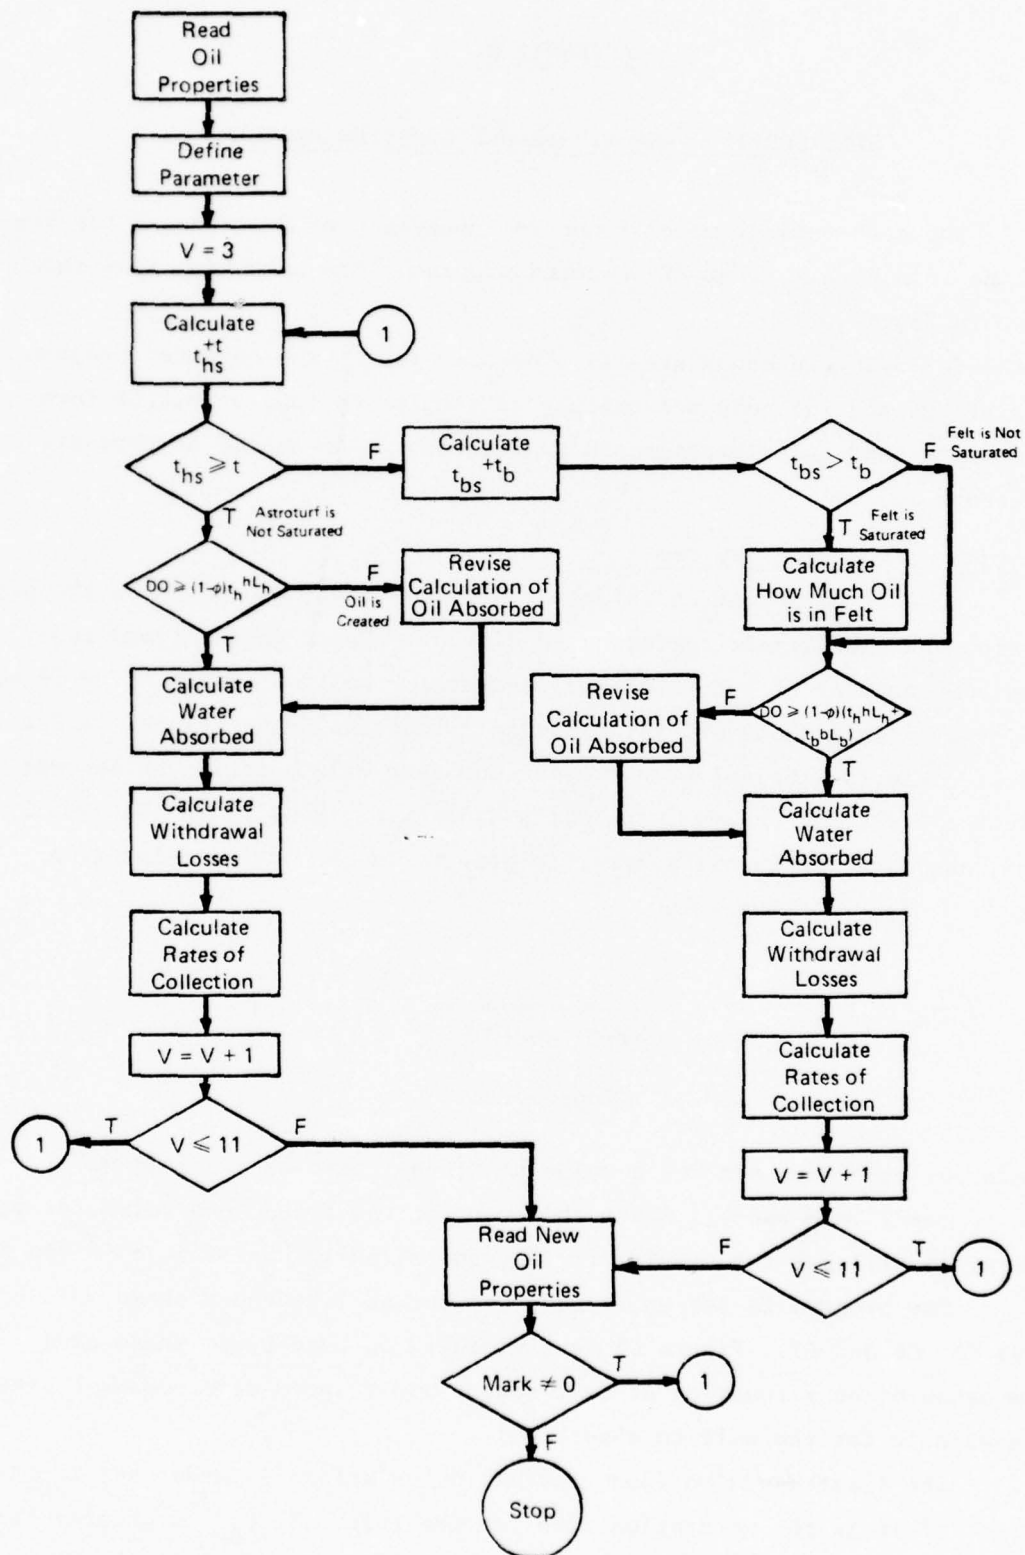 Read
Oil
Properties
Define
Parameter
V = 3
Calculate
+t
t_hs
1
t_hs ≥ t
F
Calculate
t_bs +t_b
t_bs > t_b
F
Felt is Not
Saturated
T
Astroturf is
Not Saturated
T
Felt is
Saturated
DO ≥ (1-φ)t_h hL_h
F
Oil is
Created
Revise
Calculation of
Oil Absorbed
Calculate
How Much Oil
is in Felt
T
Calculate
Water
Absorbed
Revise
Calculation of
Oil Absorbed
F
DO ≥ (1-φ)(t_h hL_h +
t_b bL_b)
T
Calculate
Withdrawal
Losses
Calculate
Water
Absorbed
Calculate
Rates of
Collection
Calculate
Withdrawal
Losses
V = V + 1
Calculate
Rates of
Collection
1
T
V ≤ 11
F
V = V + 1
Read New
Oil
Properties
F
V ≤ 11
T
1
Mark ≠ 0
T
1
F
Stop